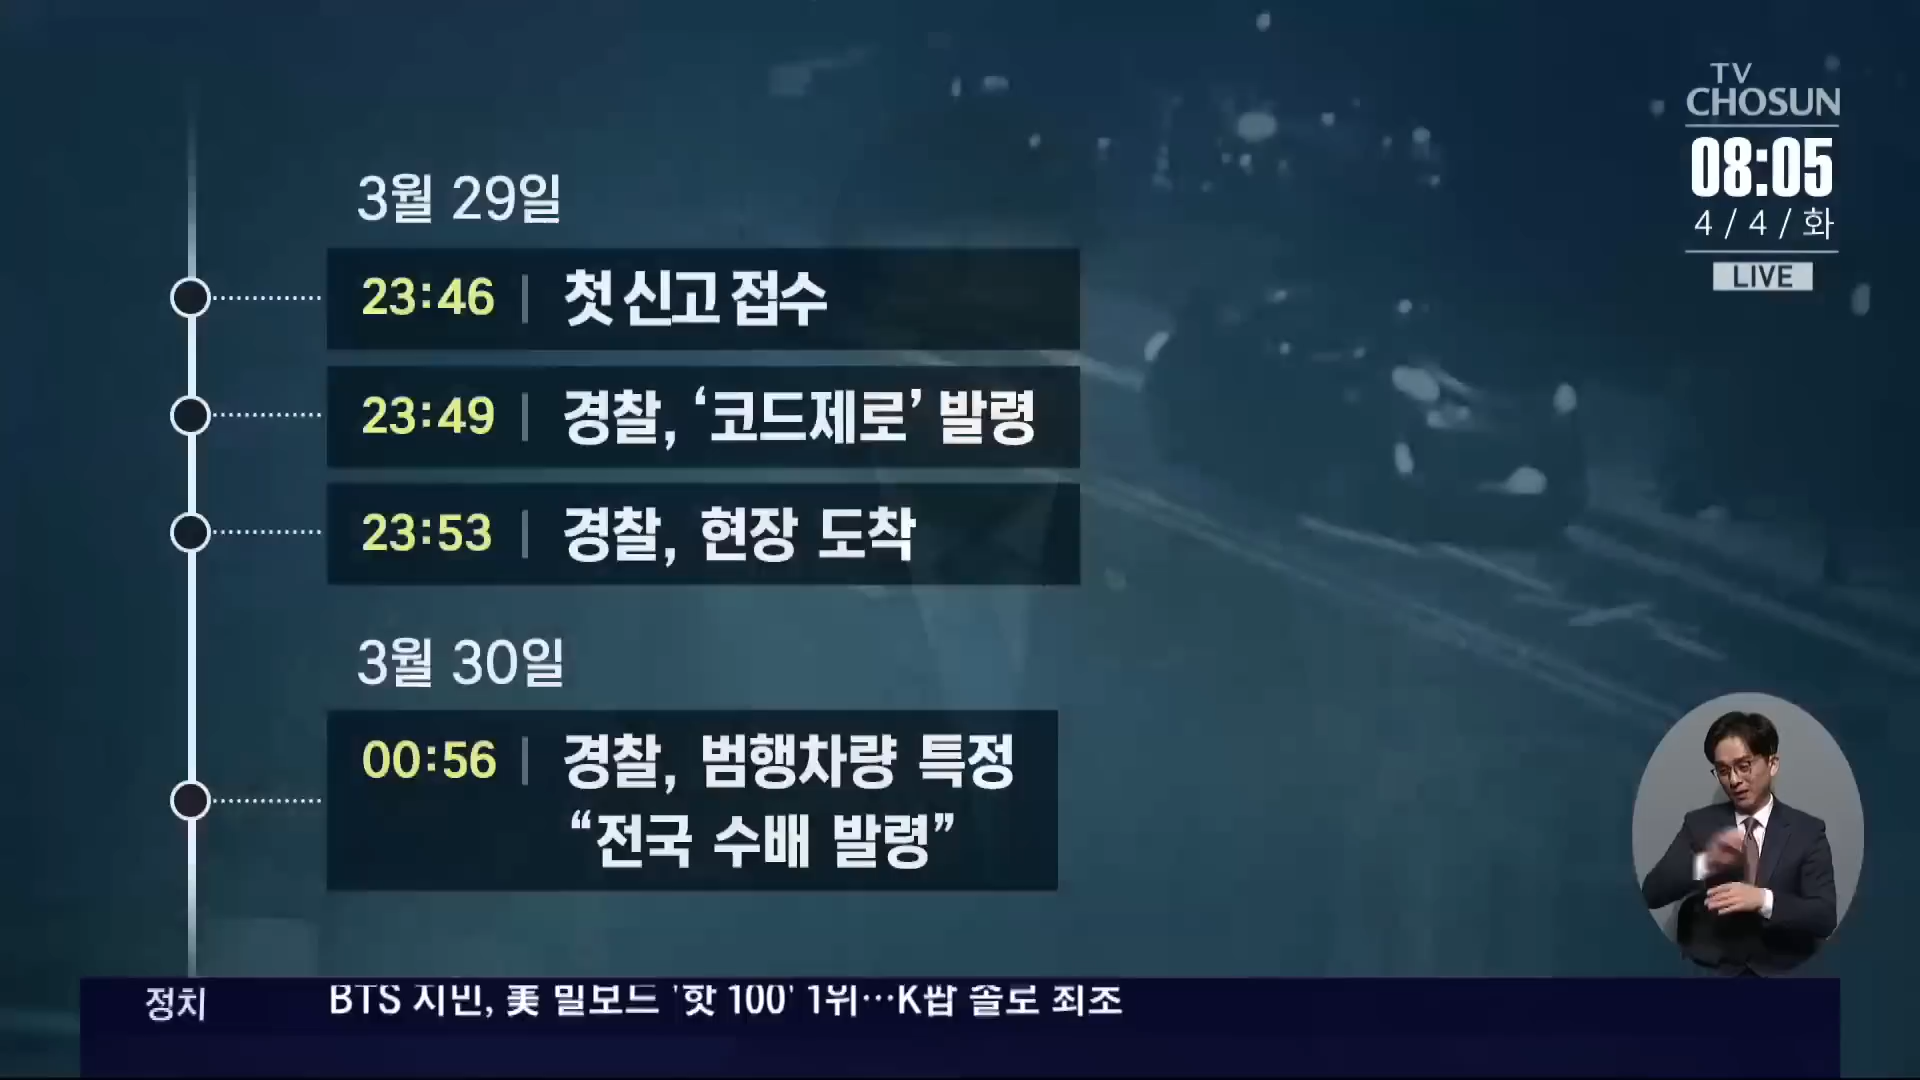 TV
CHOSUN
08:05
4 / 4 / 화
LIVE
3월 29일
23:46 | 첫 신고 접수
23:49 | 경찰, ‘코드제로’ 발령
23:53 | 경찰, 현장 도착
3월 30일
00:56 | 경찰, 범행차량 특정
“전국 수배 발령”
정치
BTS 지민, 美 빌보드 '핫 100' 1위…K팝 솔로 최초